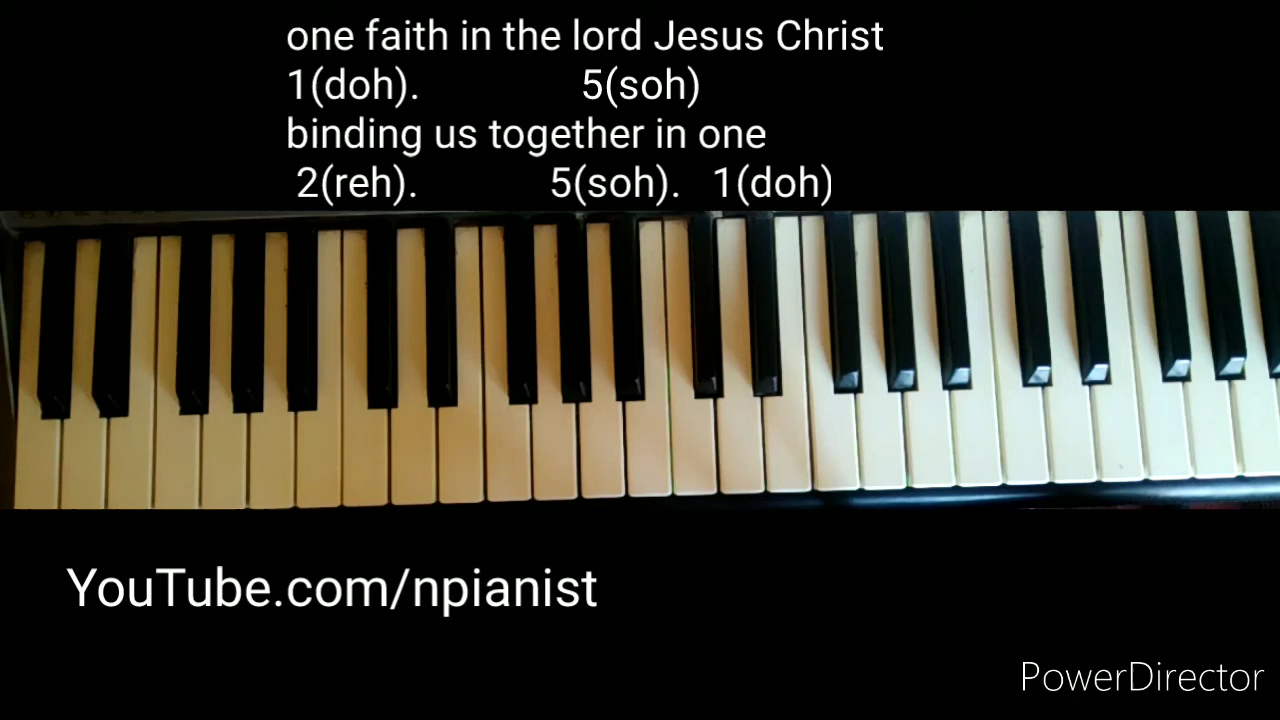 one faith in the lord Jesus Christ
1(doh). 5(soh)
binding us together in one
2(reh). 5(soh). 1(doh)
YouTube.com/npianist
PowerDirector